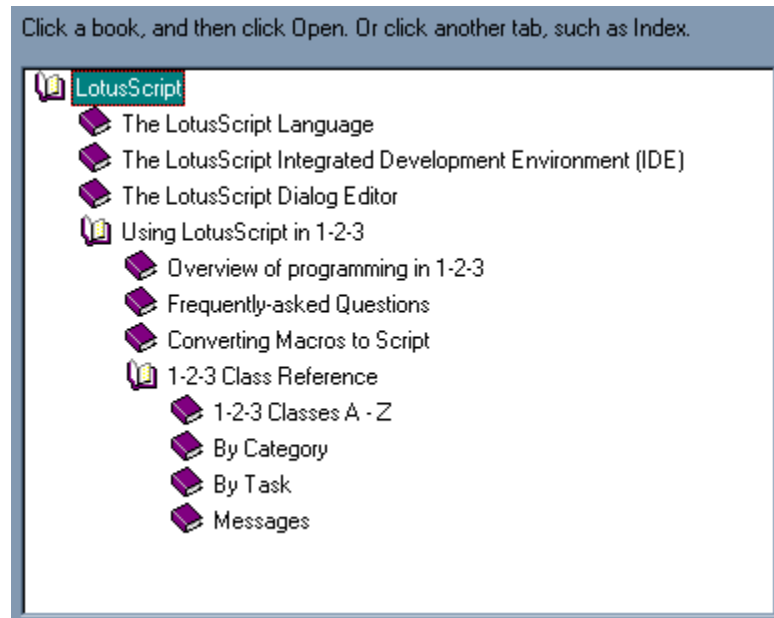 Click a book, and then click Open. Or click another tab, such as Index.
LotusScript
The LotusScript Language
The LotusScript Integrated Development Environment (IDE)
The LotusScript Dialog Editor
Using LotusScript in 1-2-3
Overview of programming in 1-2-3
Frequently-asked Questions
Converting Macros to Script
1-2-3 Class Reference
1-2-3 Classes A - Z
By Category
By Task
Messages